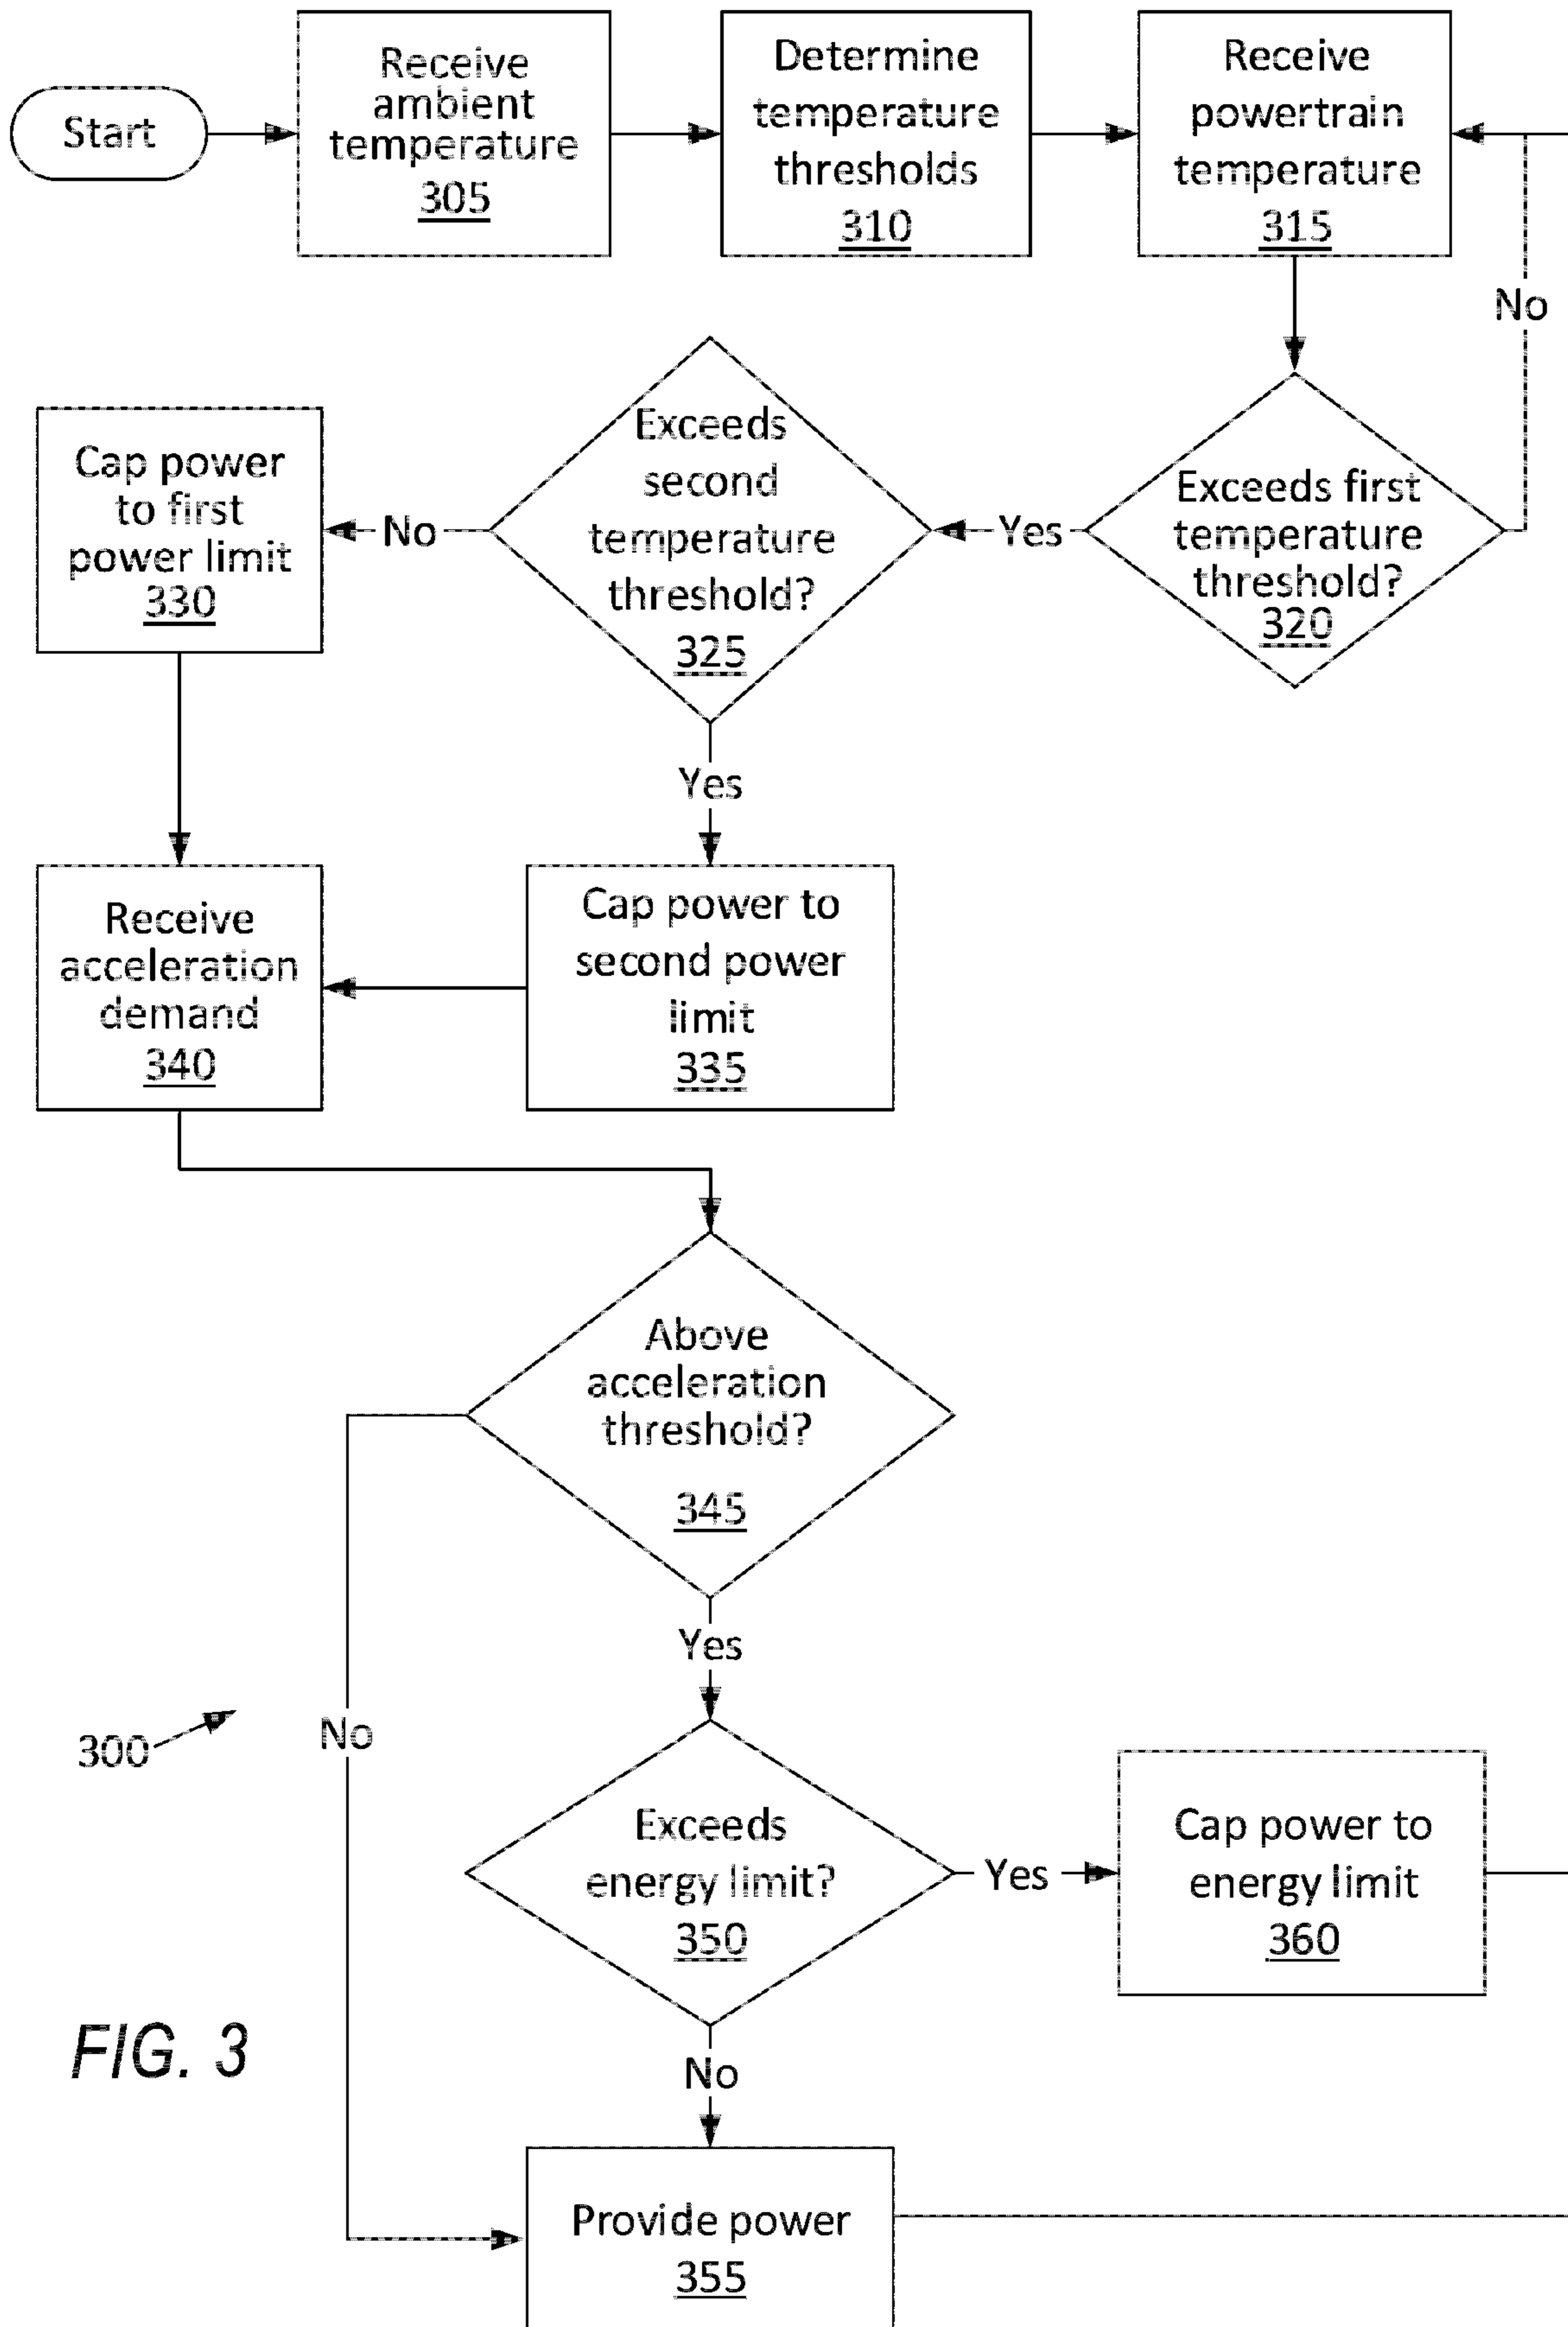 Start
Receive
ambient
temperature
305
Determine
temperature
thresholds
310
Receive
powertrain
temperature
315
No
Exceeds first
temperature
threshold?
320
Yes
Exceeds
second
temperature
threshold?
325
No
Cap power
to first
power limit
330
Yes
Cap power to
second power
limit
335
Receive
acceleration
demand
340
Above
acceleration
threshold?
345
Yes
No
300
Exceeds
energy limit?
350
Yes
Cap power to
energy limit
360
No
Provide power
355
FIG. 3